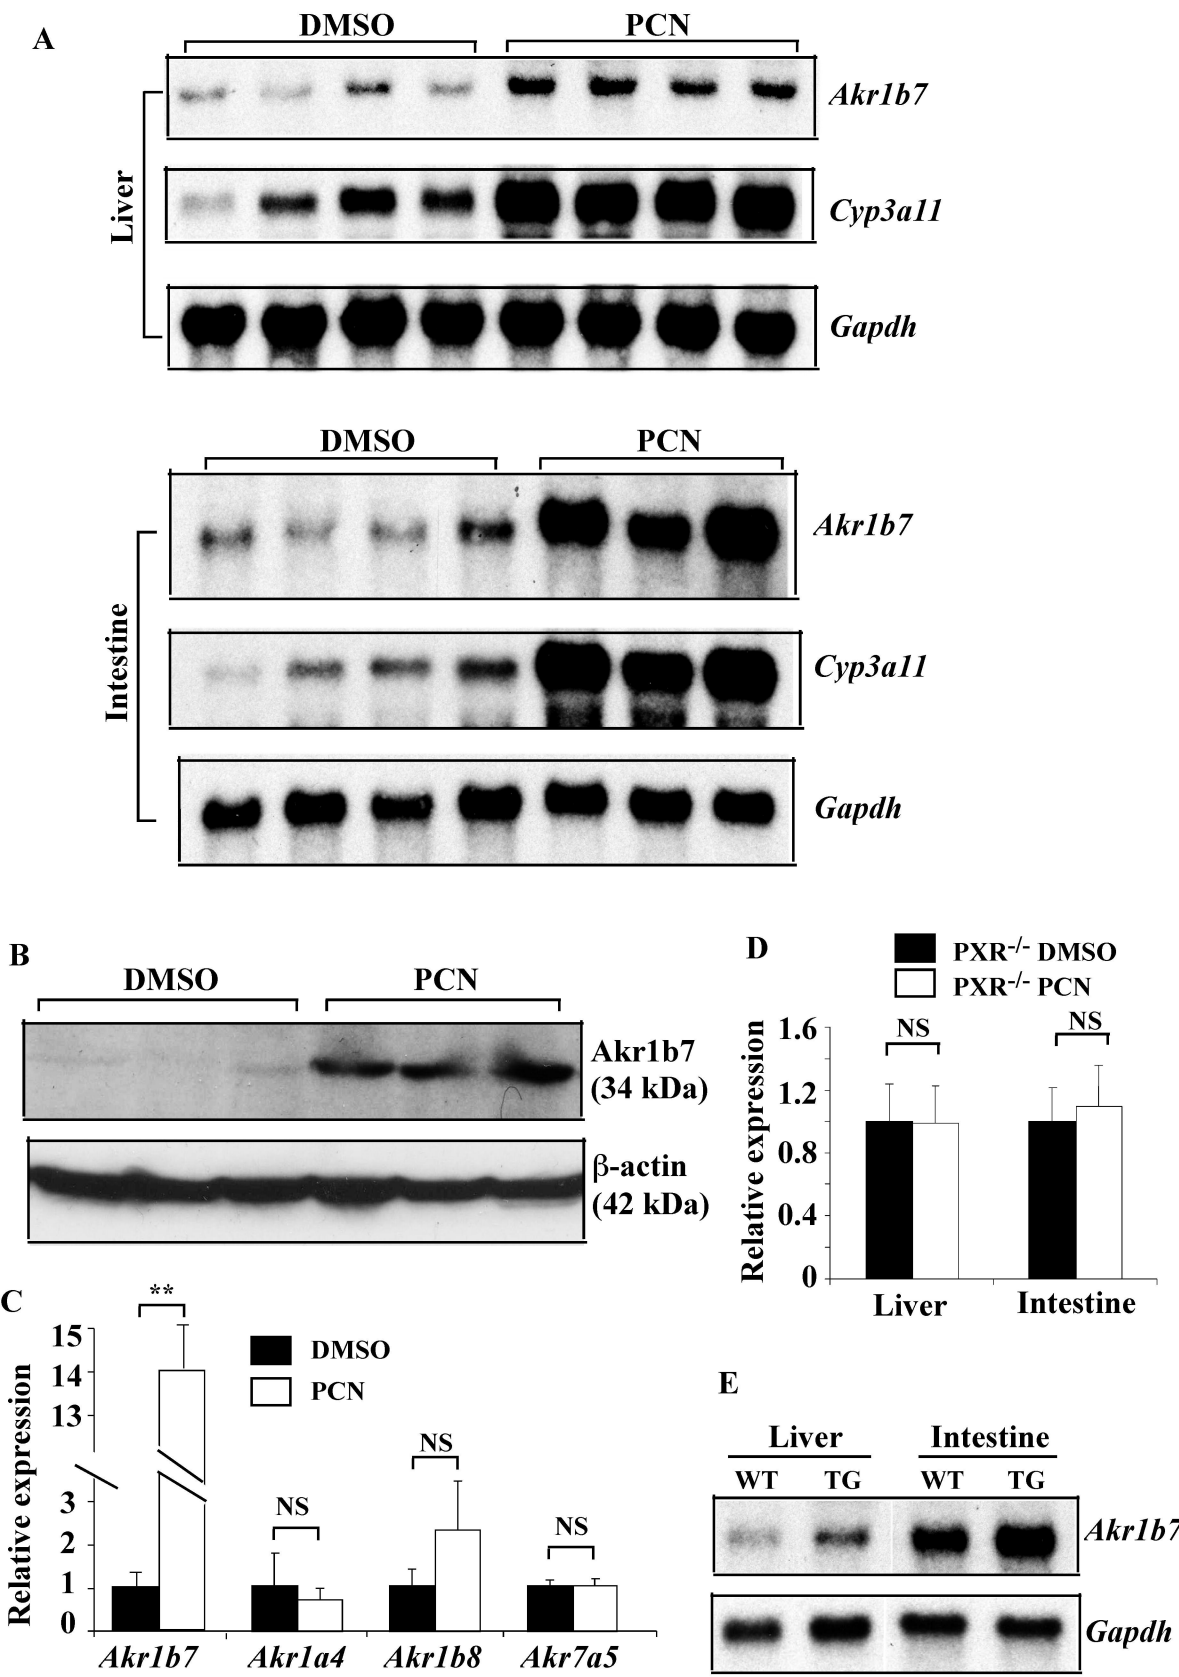 A
DMSO PCN
Liver
Akr1b7
Cyp3a11
Gapdh
DMSO PCN
Intestine
Akr1b7
Cyp3a11
Gapdh
B
DMSO PCN
Akr1b7
(34 kDa)
β-actin
(42 kDa)
C
Relative expression
15
14
13
3
2
1
0
**
NS
NS
NS
DMSO
PCN
Akr1b7 Akr1a4 Akr1b8 Akr7a5
D
PXR-/- DMSO
PXR-/- PCN
Relative expression
1.6
1.2
0.8
0.4
0
NS NS
Liver Intestine
E
Liver Intestine
WT TG WT TG
Akr1b7
Gapdh